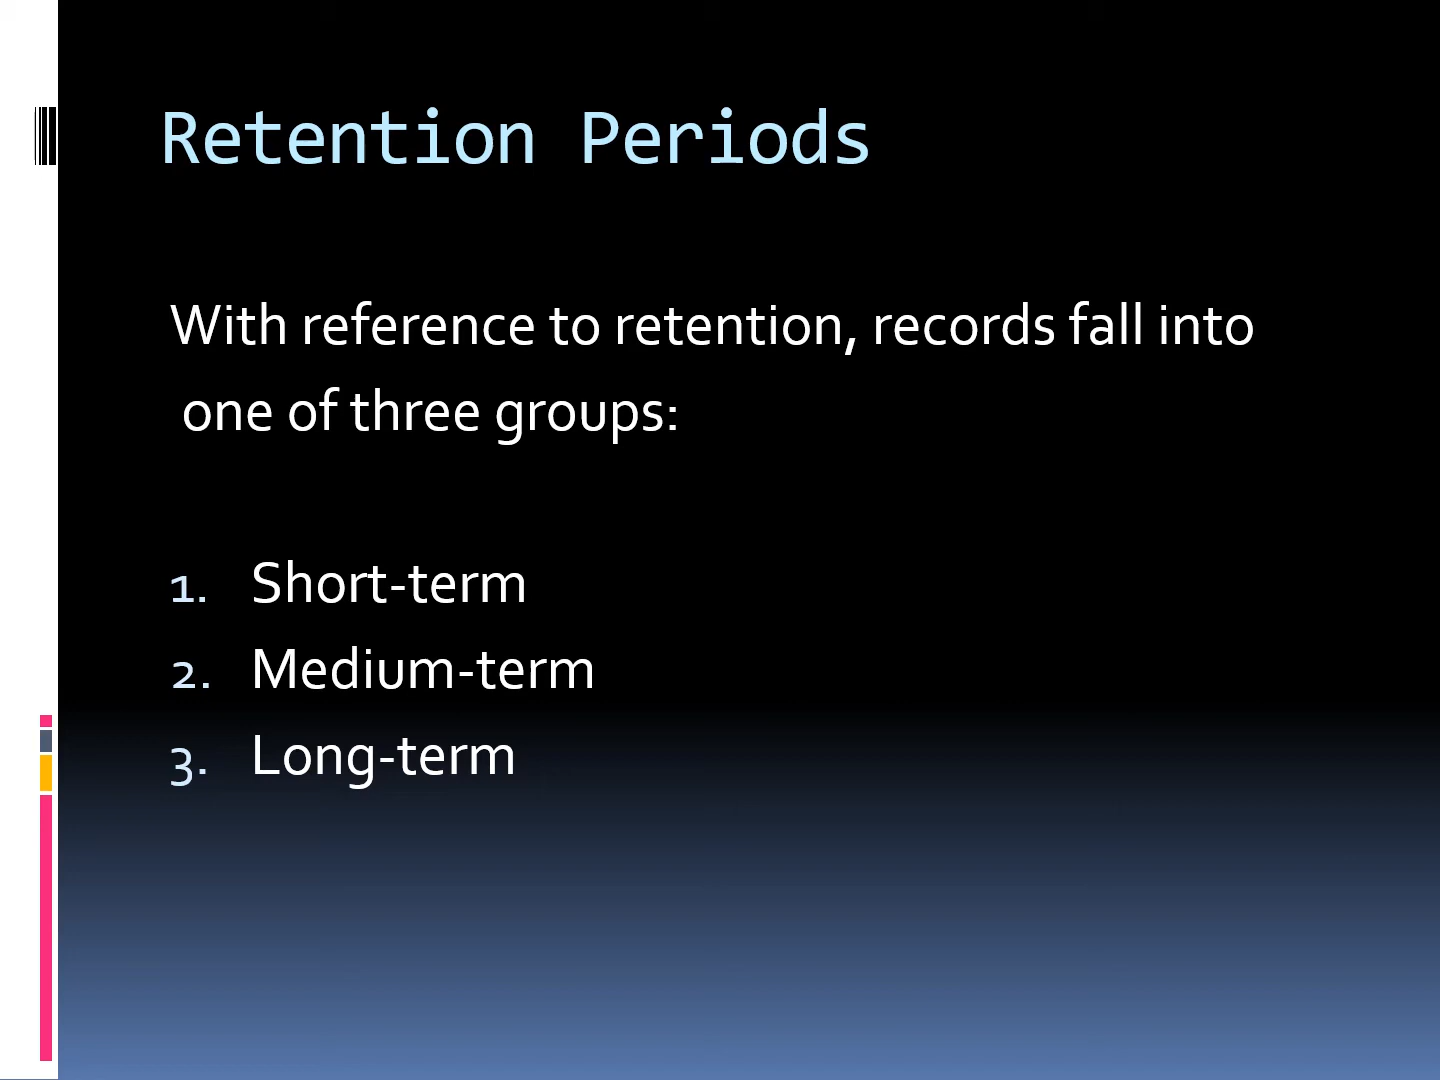 Retention Periods
With reference to retention, records fall into
one of three groups:
1. Short-term
2. Medium-term
3. Long-term